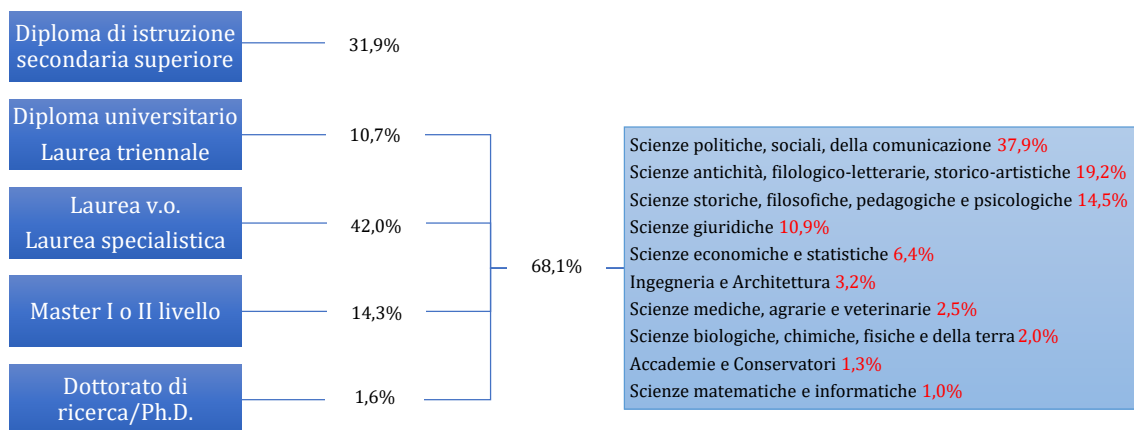 Diploma di istruzione
secondaria superiore
31,9%
Diploma universitario
Laurea triennale
10,7%
Laurea v.o.
Laurea specialistica
42,0%
Master I o II livello
14,3%
Dottorato di
ricerca/Ph.D.
1,6%
68,1%
Scienze politiche, sociali, della comunicazione 37,9%
Scienze antichità, filologico-letterarie, storico-artistiche 19,2%
Scienze storiche, filosofiche, pedagogiche e psicologiche 14,5%
Scienze giuridiche 10,9%
Scienze economiche e statistiche 6,4%
Ingegneria e Architettura 3,2%
Scienze mediche, agrarie e veterinarie 2,5%
Scienze biologiche, chimiche, fisiche e della terra 2,0%
Accademie e Conservatori 1,3%
Scienze matematiche e informatiche 1,0%